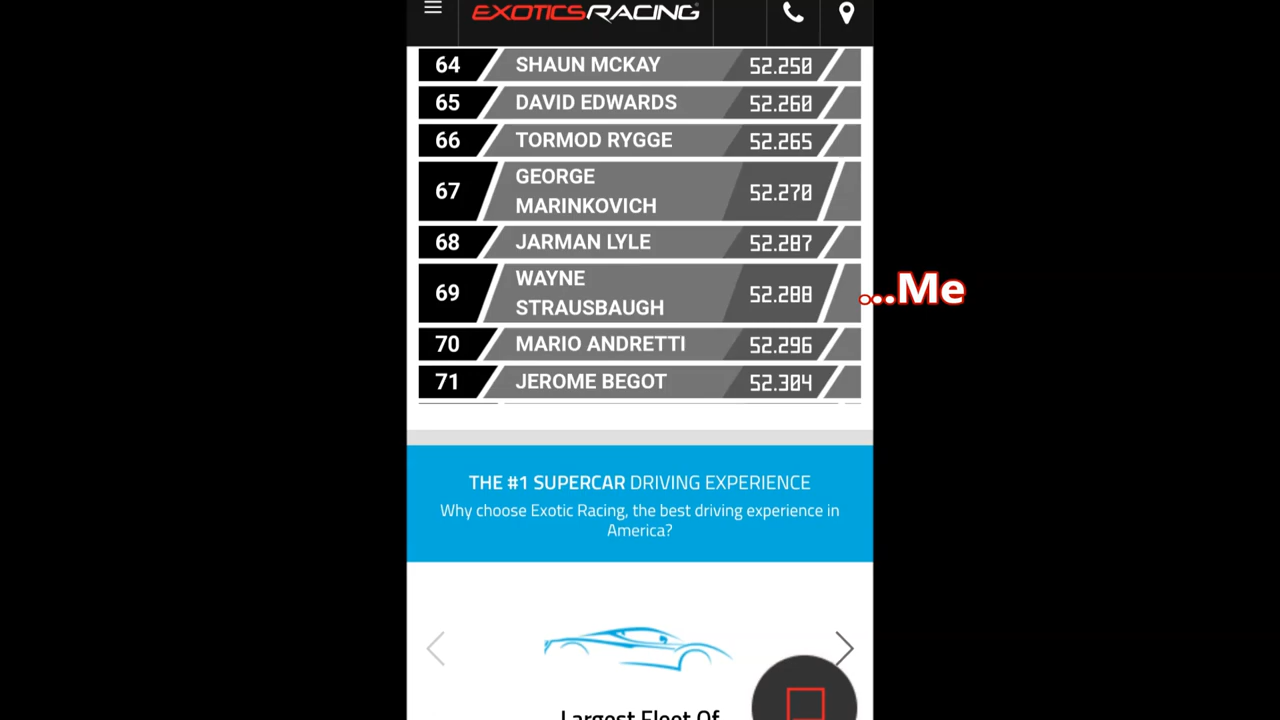 EXOTICSRACING
64 SHAUN MCKAY 52.250
65 DAVID EDWARDS 52.260
66 TORMOD RYGGE 52.265
67 GEORGE MARINKOVICH 52.270
68 JARMAN LYLE 52.287
69 WAYNE STRAUSBAUGH 52.288 ...Me
70 MARIO ANDRETTI 52.296
71 JEROME BEGOT 52.304
THE #1 SUPERCAR DRIVING EXPERIENCE
Why choose Exotic Racing, the best driving experience in
America?
Largest Fleet Of